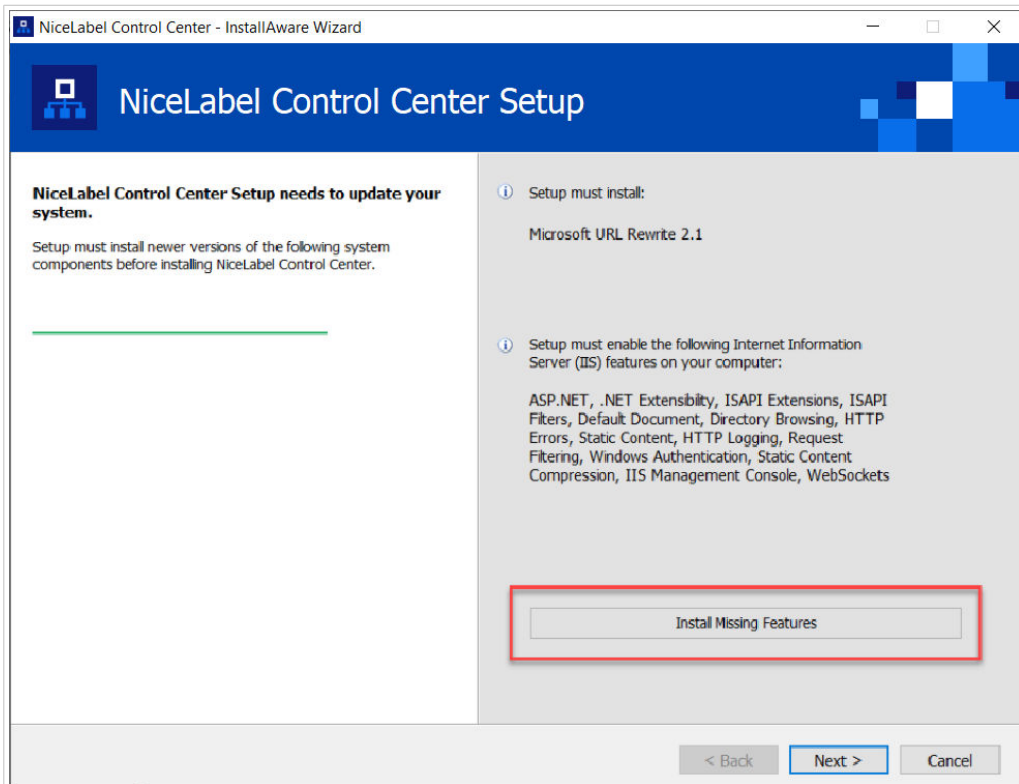 NiceLabel Control Center - InstallAware Wizard
NiceLabel Control Center Setup
NiceLabel Control Center Setup needs to update your
system.
Setup must install newer versions of the following system
components before installing NiceLabel Control Center.
Setup must install:
Microsoft URL Rewrite 2.1
Setup must enable the following Internet Information
Server (IIS) features on your computer:
ASP.NET, .NET Extensibilty, ISAPI Extensions, ISAPI
Filters, Default Document, Directory Browsing, HTTP
Errors, Static Content, HTTP Logging, Request
Filtering, Windows Authentication, Static Content
Compression, IIS Management Console, WebSockets
Install Missing Features
< Back
Next >
Cancel